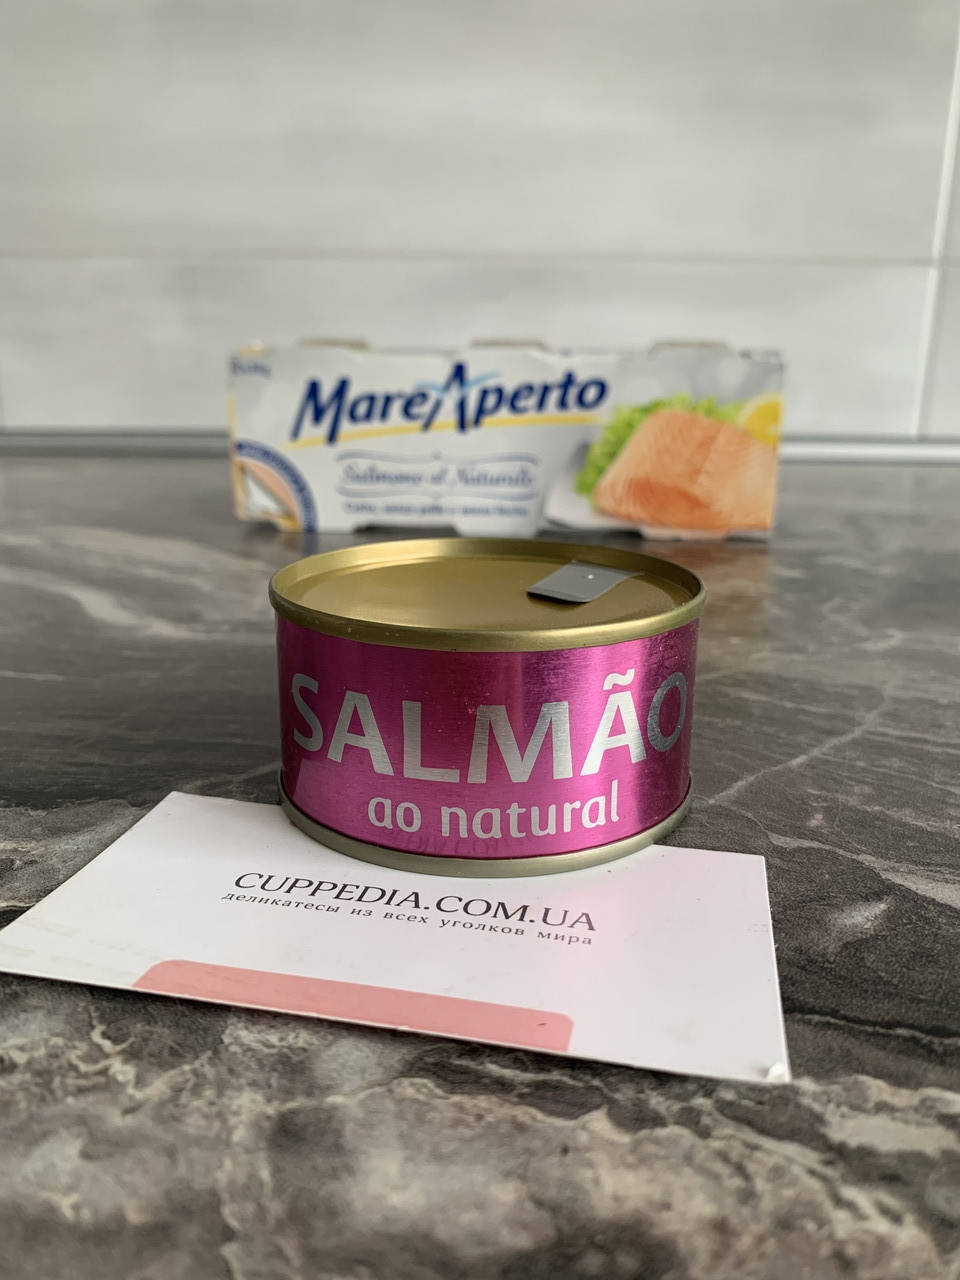 MareAperto
Salmone al Naturale
SALMÃO
ao natural
CUPPEDIA.COM.UA
деликатесы из всех уголков мира